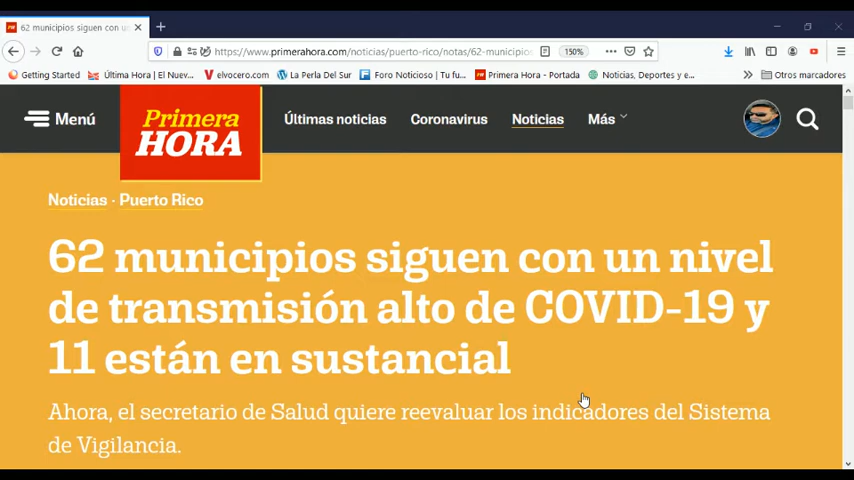 62 municipios siguen con un
https://www.primerahora.com/noticias/puerto-rico/notas/62-municipios
150%
Getting Started
Última Hora | El Nuev...
elvocero.com
La Perla Del Sur
Foro Noticioso | Tu fu...
Primera Hora - Portada
Noticias, Deportes y e...
Otros marcadores
Menú
Primera
HORA
Últimas noticias
Coronavirus
Noticias
Más
Noticias · Puerto Rico
62 municipios siguen con un nivel
de transmisión alto de COVID-19 y
11 están en sustancial
Ahora, el secretario de Salud quiere reevaluar los indicadores del Sistema
de Vigilancia.